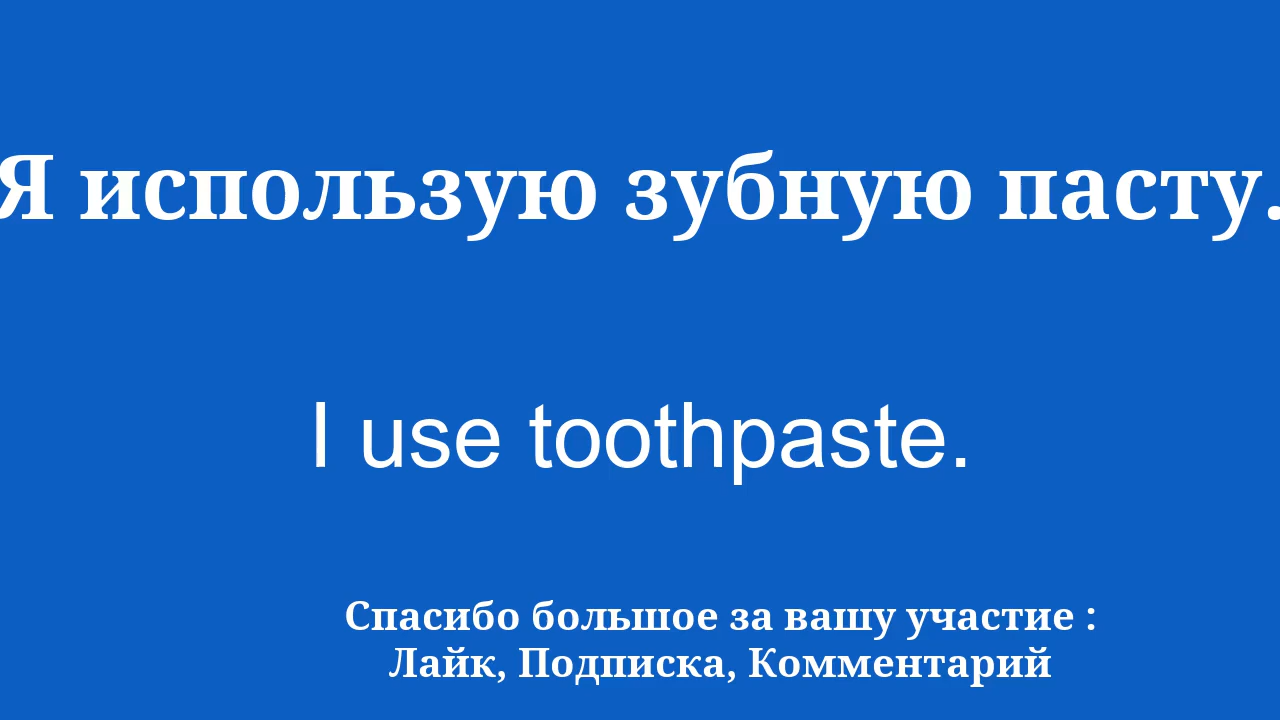 Я использую зубную пасту.
I use toothpaste.
Спасибо большое за вашу участие :
Лайк, Подписка, Комментарий